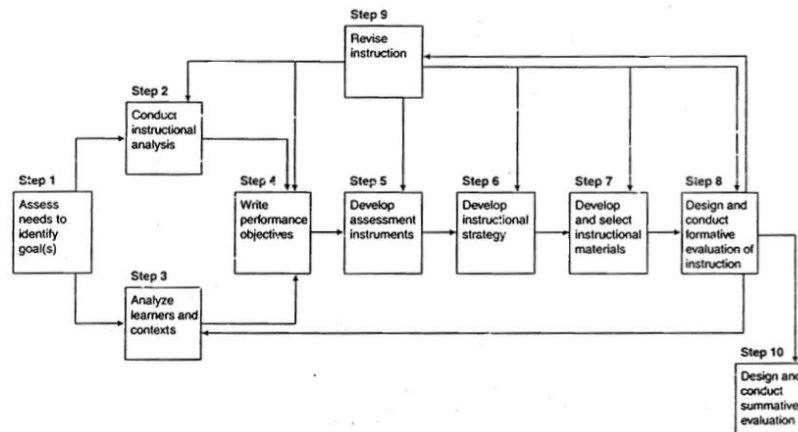 Step 9
Revise
instruction
Step 2
Conduct
instructional
analysis
Step 1
Assess
needs to
identify
goal(s)
Step 4
Write
performance
objectives
Step 5
Develop
assessment
instruments
Step 6
Develop
instructional
strategy
Step 7
Develop
and select
instructional
materials
Step 8
Design and
conduct
formative
evaluation of
instruction
Step 3
Analyze
learners and
contexts
Step 10
Design and
conduct
summative
evaluation